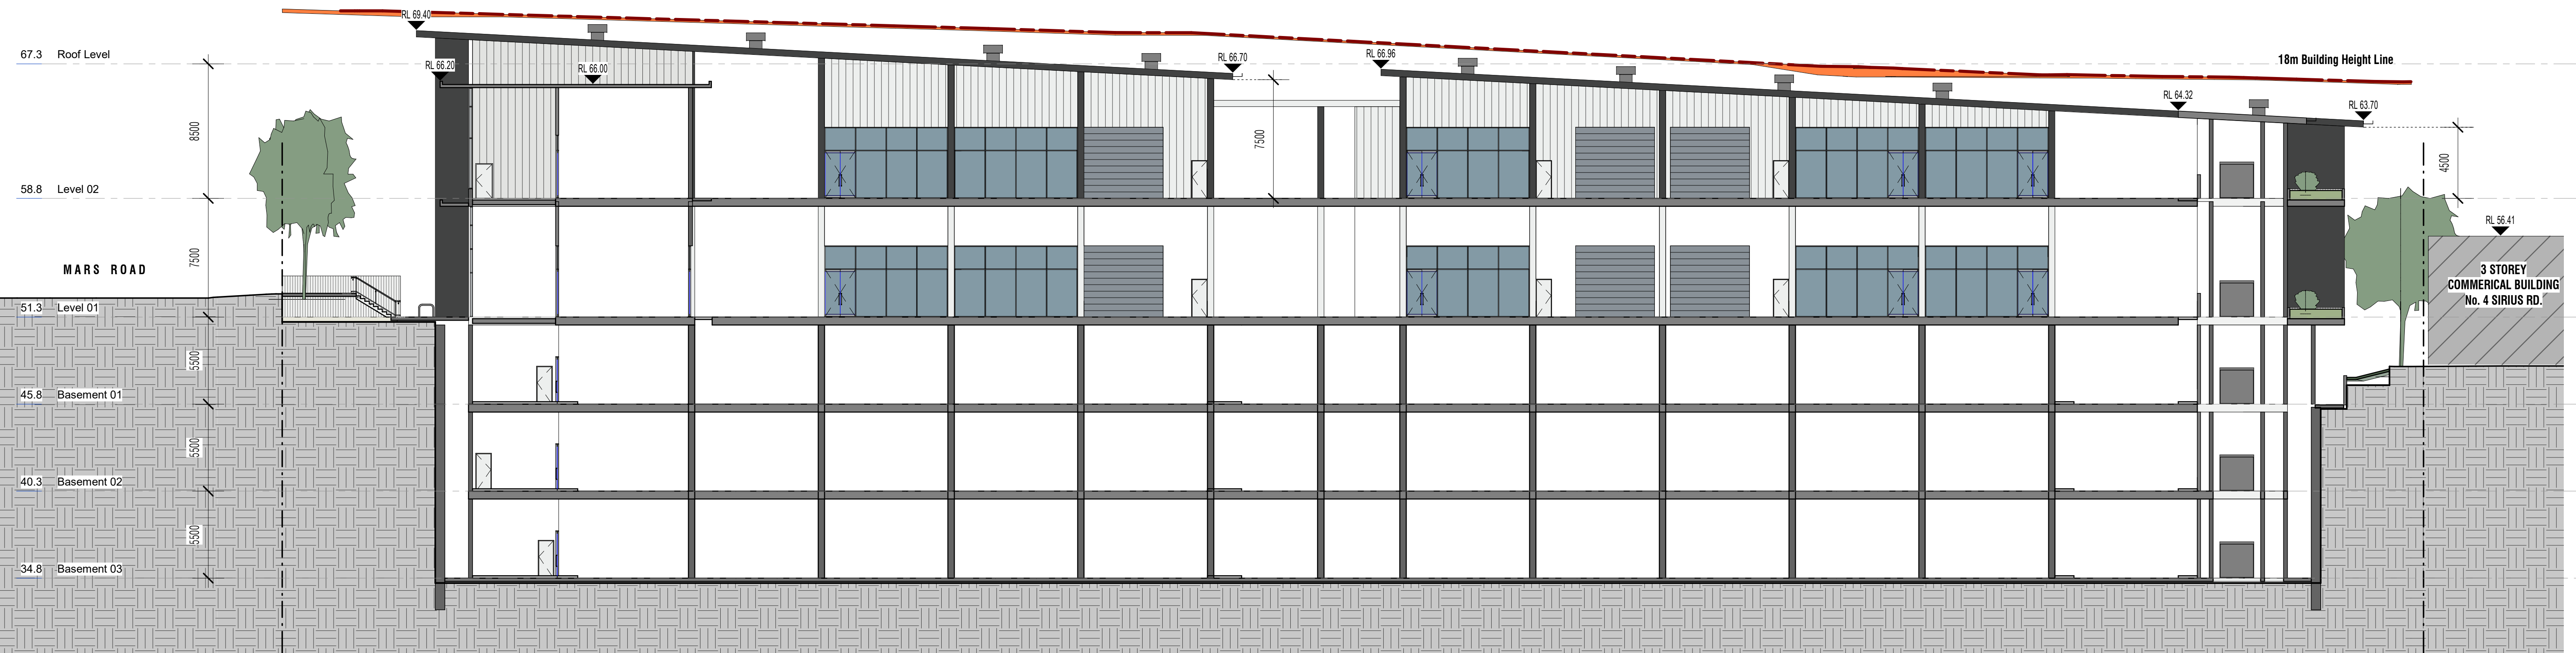 RL 69.40
67.3 Roof Level
RL 66.20
RL 66.00
RL 66.70
RL 66.96
18m Building Height Line
RL 64.32
RL 63.70
8500
7500
4500
58.8 Level 02
RL 56.41
7500
MARS ROAD
3 STOREY
COMMERICAL BUILDING
No. 4 SIRIUS RD.
51.3 Level 01
5500
45.8 Basement 01
5500
40.3 Basement 02
5500
34.8 Basement 03